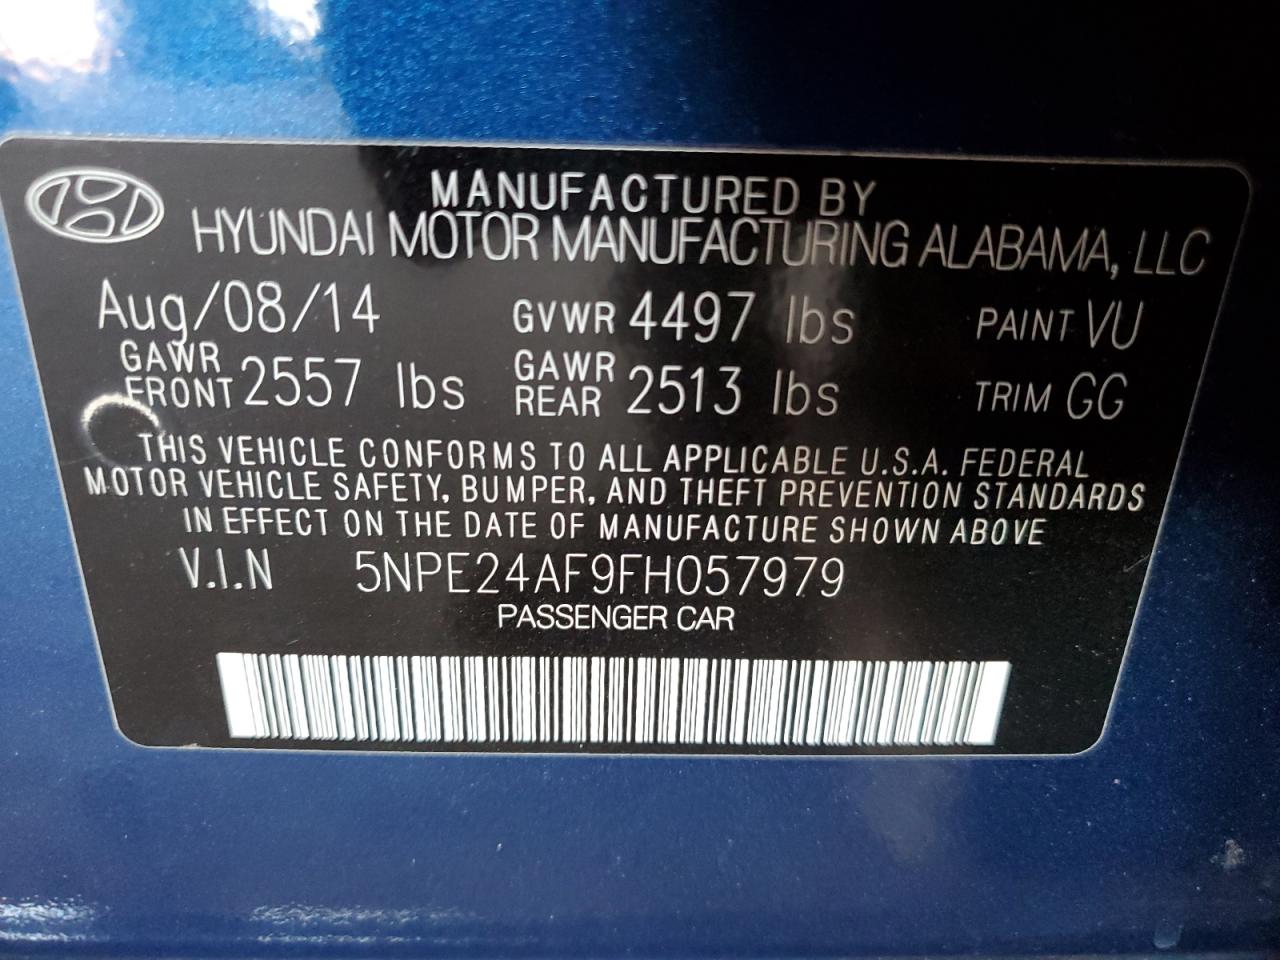 MANUFACTURED BY
HYUNDAI MOTOR MANUFACTURING ALABAMA, LLC
Aug/08/14 GVWR 4497 lbs PAINT VU
GAWR FRONT 2557 lbs GAWR REAR 2513 lbs TRIM GG
THIS VEHICLE CONFORMS TO ALL APPLICABLE U.S.A. FEDERAL
MOTOR VEHICLE SAFETY, BUMPER, AND THEFT PREVENTION STANDARDS
IN EFFECT ON THE DATE OF MANUFACTURE SHOWN ABOVE
V.I.N 5NPE24AF9FH057979
PASSENGER CAR